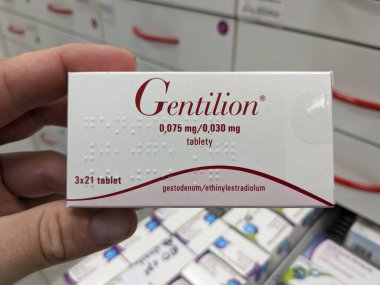 Gentilion®
0,075 mg/0,030 mg
tablety
3x21 tablet
gestodenum/ethinylestradiolum